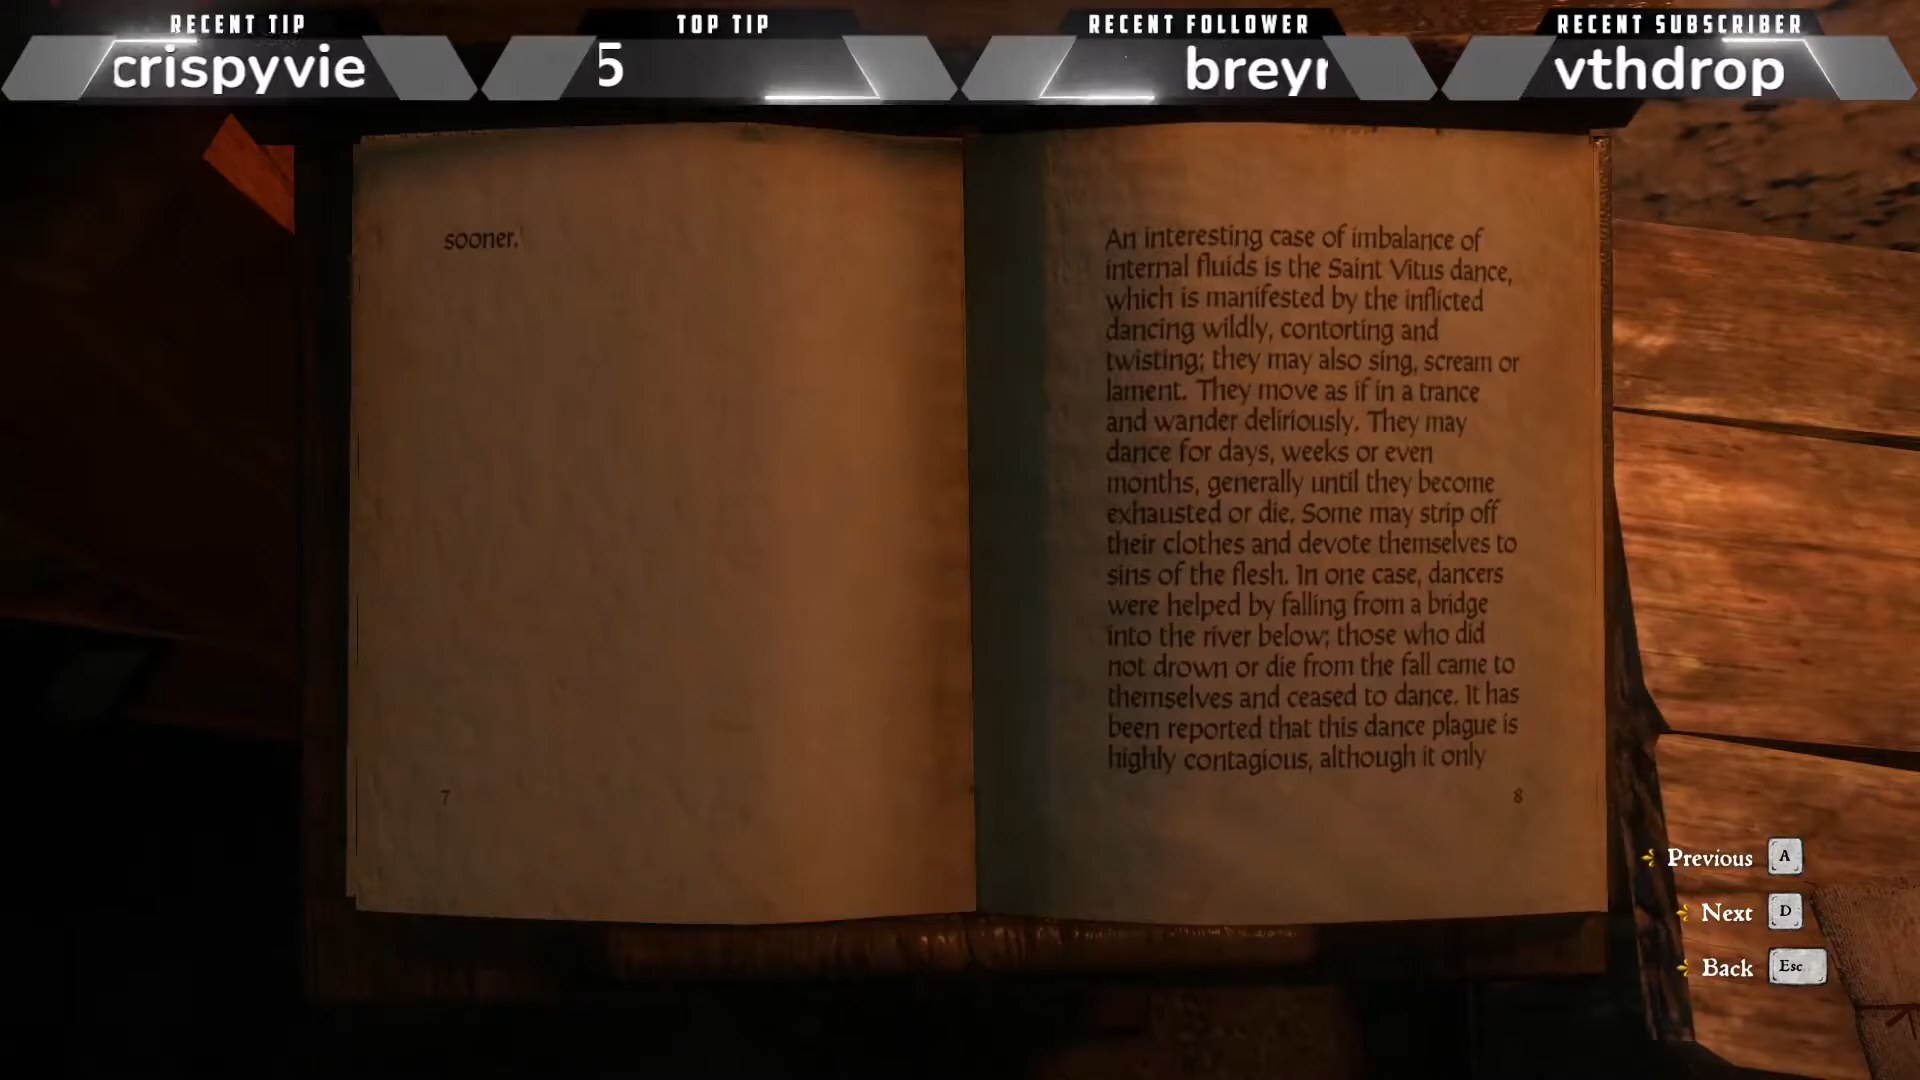 RECENT TIP
crispyvie
TOP TIP
5
RECENT FOLLOWER
breyr
RECENT SUBSCRIBER
vthdrop
sooner.
7
An interesting case of imbalance of
internal fluids is the Saint Vitus dance,
which is manifested by the inflicted
dancing wildly, contorting and
twisting; they may also sing, scream or
lament. They move as if in a trance
and wander deliriously. They may
dance for days, weeks or even
months, generally until they become
exhausted or die. Some may strip off
their clothes and devote themselves to
sins of the flesh. In one case, dancers
were helped by falling from a bridge
into the river below; those who did
not drown or die from the fall came to
themselves and ceased to dance. It has
been reported that this dance plague is
highly contagious, although it only
8
Previous A
Next D
Back Esc